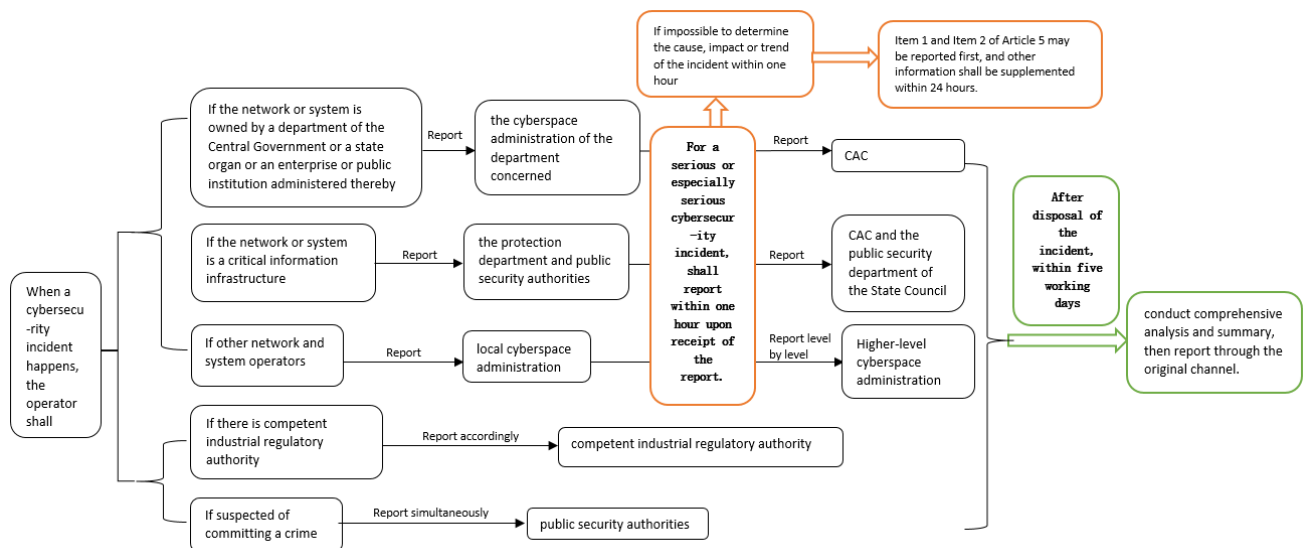 If impossible to determine
the cause, impact or trend
of the incident within one
hour
Item 1 and Item 2 of Article 5 may
be reported first, and other
information shall be supplemented
within 24 hours.
When a
cybersecu
-rity
incident
happens,
the
operator
shall
If the network or system is
owned by a department of the
Central Government or a state
organ or an enterprise or public
institution administered thereby
Report
the cyberspace
administration of the
department
concerned
For a
serious or
especially
serious
cybersecur
-ity
incident,
shall
report
within one
hour upon
receipt of
the
report.
Report
CAC
If the network or system
is a critical information
infrastructure
Report
the protection
department and public
security authorities
Report
CAC and the
public security
department of
the State Council
If other network and
system operators
Report
local cyberspace
administration
Report level
by level
Higher-level
cyberspace
administration
If there is competent
industrial regulatory
authority
Report accordingly
competent industrial regulatory authority
If suspected of
committing a crime
Report simultaneously
public security authorities
After
disposal of
the
incident,
within five
working
days
conduct comprehensive
analysis and summary,
then report through the
original channel.